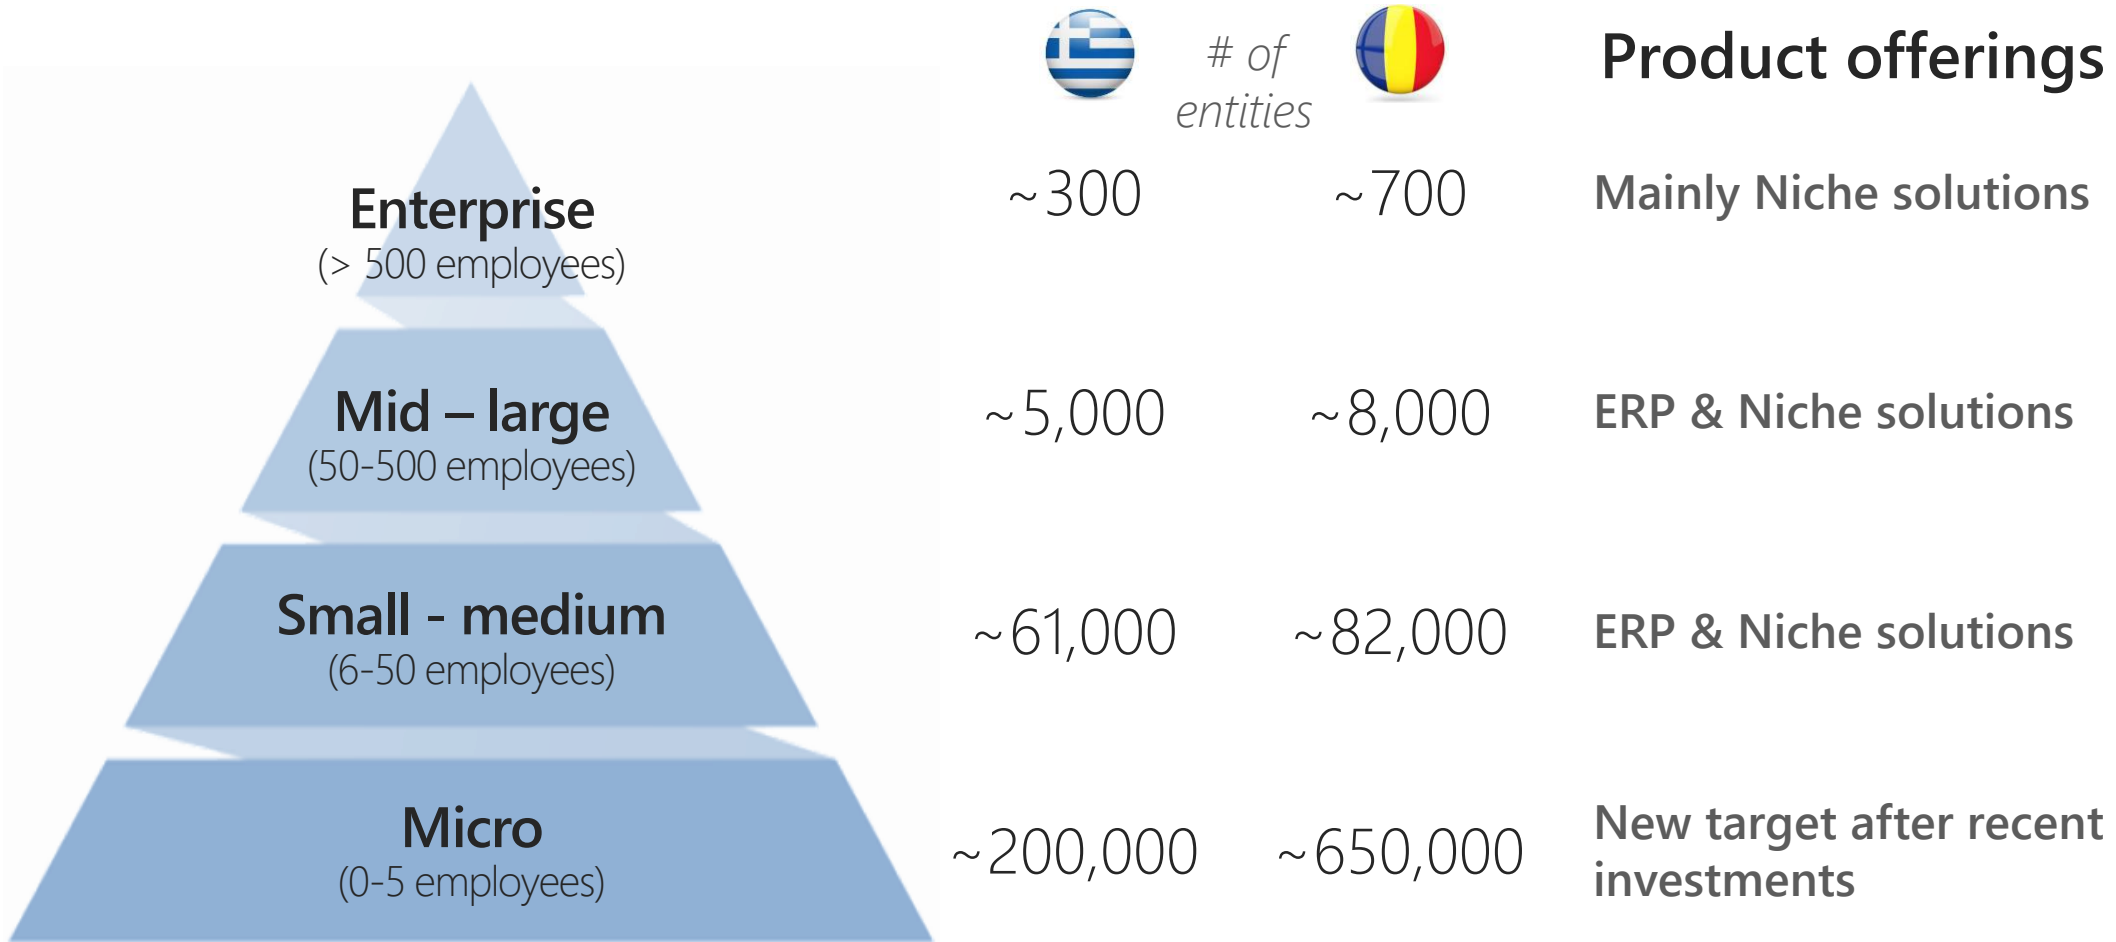 # of
entities
Product offerings
Enterprise
(> 500 employees)
~300
~700
Mainly Niche solutions
Mid – large
(50-500 employees)
~5,000
~8,000
ERP & Niche solutions
Small - medium
(6-50 employees)
~61,000
~82,000
ERP & Niche solutions
Micro
(0-5 employees)
~200,000
~650,000
New target after recent
investments